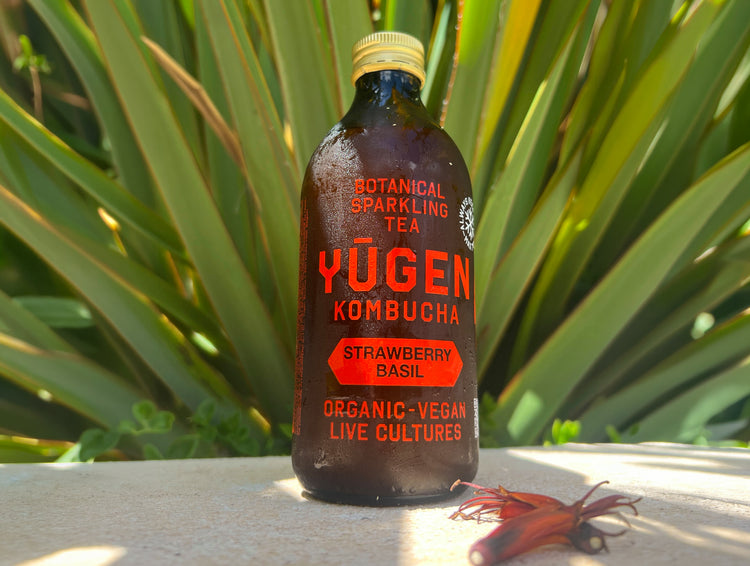 BOTANICAL
SPARKLING
TEA
YŪGEN
KOMBUCHA
STRAWBERRY
BASIL
ORGANIC-VEGAN
LIVE CULTURES